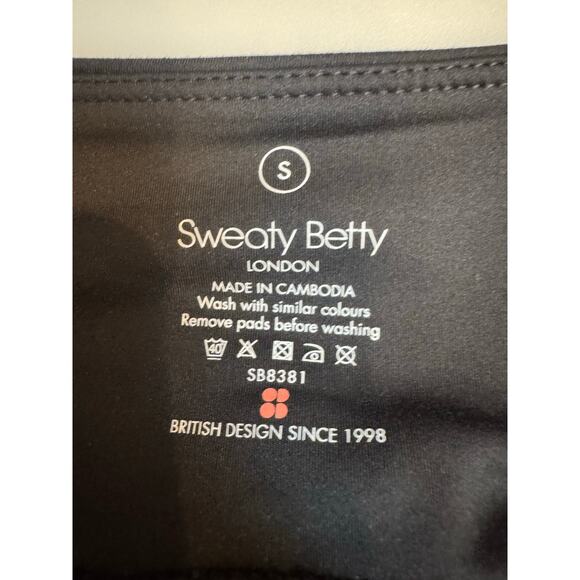 S
Sweaty Betty
LONDON
MADE IN CAMBODIA
Wash with similar colours
Remove pads before washing
40
SB8381
BRITISH DESIGN SINCE 1998